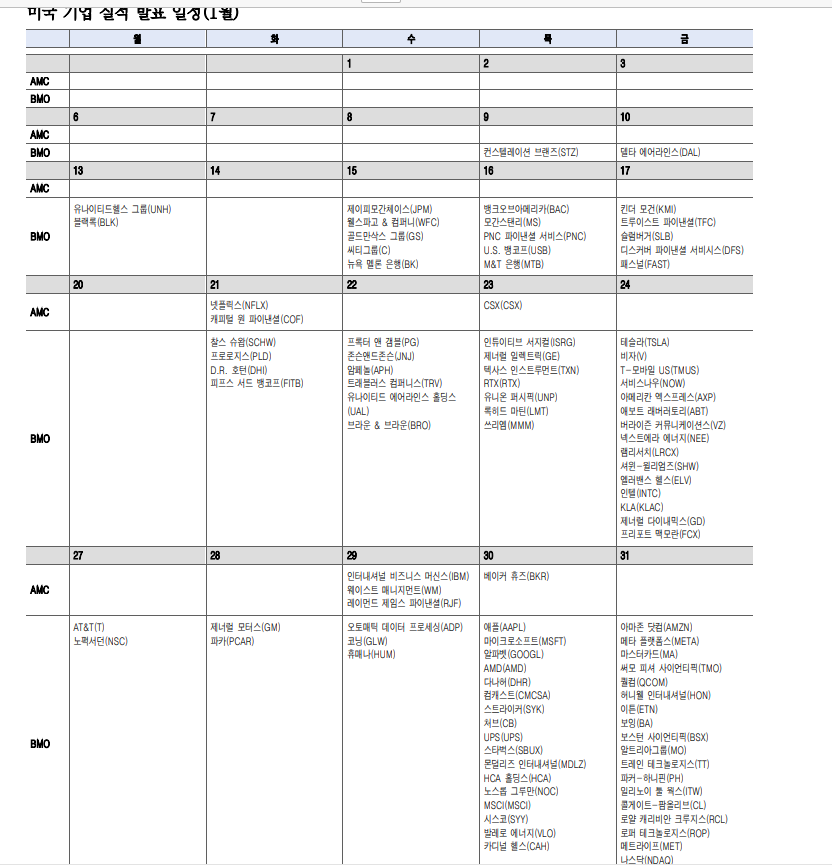 미국 기업 실적 발표 일정(1월)
월 화 수 목 금
1 2 3
AMC
BMO
6 7 8 9 10
AMC
BMO
컨스텔레이션 브랜즈(STZ)
델타 에어라인스(DAL)
13 14 15 16 17
AMC
BMO
유나이티드헬스 그룹(UNH)
블랙록(BLK)
제이피모간체이스(JPM)
웰스파고 & 컴퍼니(WFC)
골드만삭스 그룹(GS)
씨티그룹(C)
뉴욕 멜론 은행(BK)
뱅크오브아메리카(BAC)
모간스탠리(MS)
PNC 파이낸셜 서비스(PNC)
U.S. 뱅코프(USB)
M&T 은행(MTB)
킨더 모건(KMI)
트루이스트 파이낸셜(TFC)
슐럼버거(SLB)
디스커버 파이낸셜 서비시스(DFS)
패스널(FAST)
20 21 22 23 24
AMC
넷플릭스(NFLX)
캐피털 원 파이낸셜(COF)
CSX(CSX)
BMO
찰스 슈왑(SCHW)
프로로지스(PLD)
D.R. 호턴(DHI)
피프스 서드 뱅코프(FITB)
프록터 앤 갬블(PG)
존슨앤드존슨(JNJ)
암페놀(APH)
트래블러스 컴퍼니스(TRV)
유나이티드 에어라인스 홀딩스
(UAL)
브라운 & 브라운(BRO)
인튜이티브 서지컬(ISRG)
제너럴 일렉트릭(GE)
텍사스 인스트루먼트(TXN)
RTX(RTX)
유니온 퍼시픽(UNP)
록히드 마틴(LMT)
쓰리엠(MMM)
테슬라(TSLA)
비자(V)
T-모바일 US(TMUS)
서비스나우(NOW)
아메리칸 엑스프레스(AXP)
애보트 래버러토리(ABT)
버라이즌 커뮤니케이션스(VZ)
넥스트에라 에너지(NEE)
램리서치(LRCX)
셔윈-윌리엄즈(SHW)
엘러밴스 헬스(ELV)
인텔(INTC)
KLA(KLAC)
제너럴 다이내믹스(GD)
프리포트 맥모란(FCX)
27 28 29 30 31
AMC
인터내셔널 비즈니스 머신스(IBM)
웨이스트 매니지먼트(WM)
레이먼드 제임스 파이낸셜(RJF)
베이커 휴즈(BKR)
BMO
AT&T(T)
노퍽서던(NSC)
제너럴 모터스(GM)
파카(PCAR)
오토매틱 데이터 프로세싱(ADP)
코닝(GLW)
휴매나(HUM)
애플(AAPL)
마이크로소프트(MSFT)
알파벳(GOOGL)
AMD(AMD)
다나허(DHR)
컴캐스트(CMCSA)
스트라이커(SYK)
처브(CB)
UPS(UPS)
스타벅스(SBUX)
몬덜리즈 인터내셔널(MDLZ)
HCA 홀딩스(HCA)
노스롭 그루만(NOC)
MSCI(MSCI)
시스코(SYY)
발레로 에너지(VLO)
카디널 헬스(CAH)
아마존 닷컴(AMZN)
메타 플랫폼스(META)
마스터카드(MA)
써모 피셔 사이언티픽(TMO)
퀄컴(QCOM)
허니웰 인터내셔널(HON)
이튼(ETN)
보잉(BA)
보스턴 사이언티픽(BSX)
알트리아그룹(MO)
트레인 테크놀로지스(TT)
파커-하니핀(PH)
일리노이 툴 웍스(ITW)
콜게이트-팜올리브(CL)
로얄 캐리비안 크루지스(RCL)
로퍼 테크놀로지스(ROP)
메트라이프(MET)
나스닥(NDAQ)